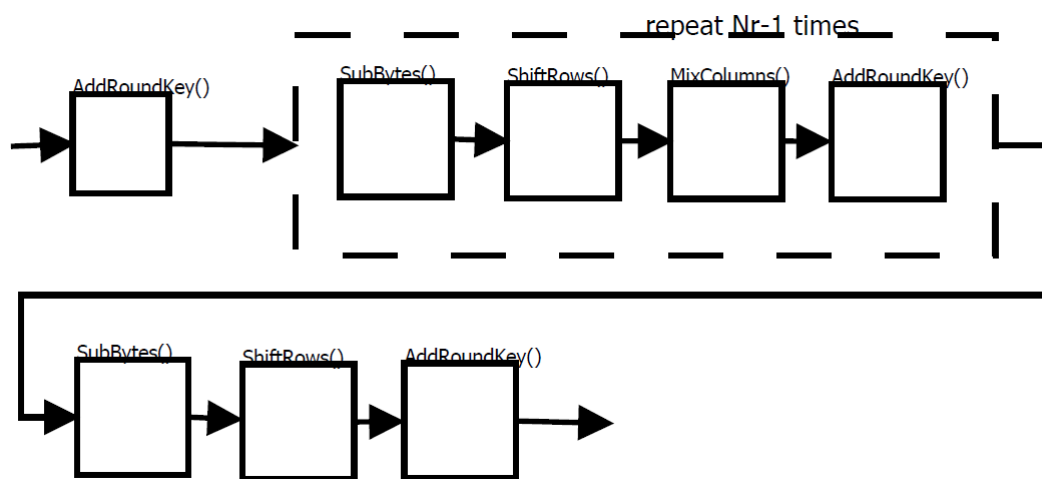 repeat Nr-1 times
AddRoundKey()
SubBytes()
ShiftRows()
MixColumns()
AddRoundKey()
SubBytes()
ShiftRows()
AddRoundKey()